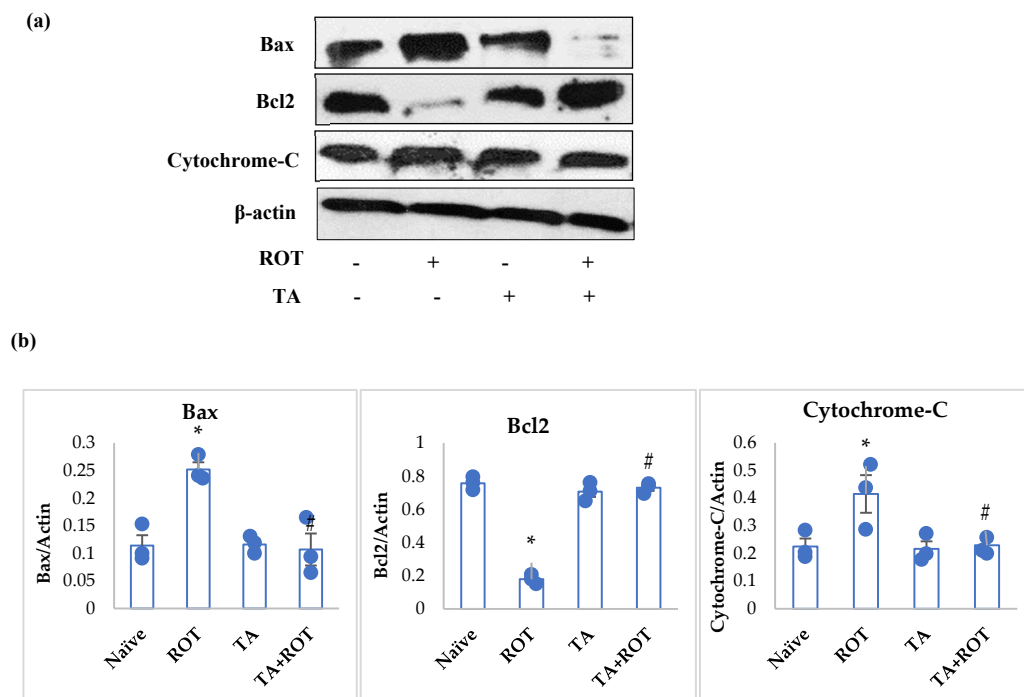 (a)
Bax
Bcl2
Cytochrome-C
β-actin
ROT - + - +
TA - - + +
(b)
Bax
Bax/Actin
0.3
0.25
0.2
0.15
0.1
0.05
0
*
#
Naïve ROT TA TA+ROT
Bcl2
Bcl2/Actin
1
0.8
0.6
0.4
0.2
0
*
#
Naïve ROT TA TA+ROT
Cytochrome-C
Cytochrome-C/Actin
0.6
0.5
0.4
0.3
0.2
0.1
0
*
#
Naïve ROT TA TA+ROT